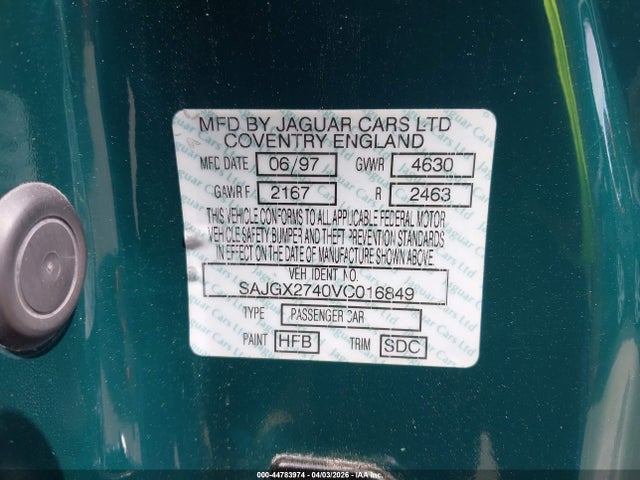 MFD BY JAGUAR CARS LTD
COVENTRY ENGLAND
MFC DATE 06/97 GVWR 4630
GAWR F 2167 R 2463
THIS VEHICLE CONFORMS TO ALL APPLICABLE FEDERAL MOTOR
VEHICLE SAFETY BUMPER AND THEFT PREVENTION STANDARDS
IN EFFECT ON THE DATE OF MANUFACTURE SHOWN ABOVE.
VEH IDENT NO.
SAJGX2740VC016849
TYPE PASSENGER CAR
PAINT HFB TRIM SDC
000-44783974 | 04/03/2026 - IAA Inc.